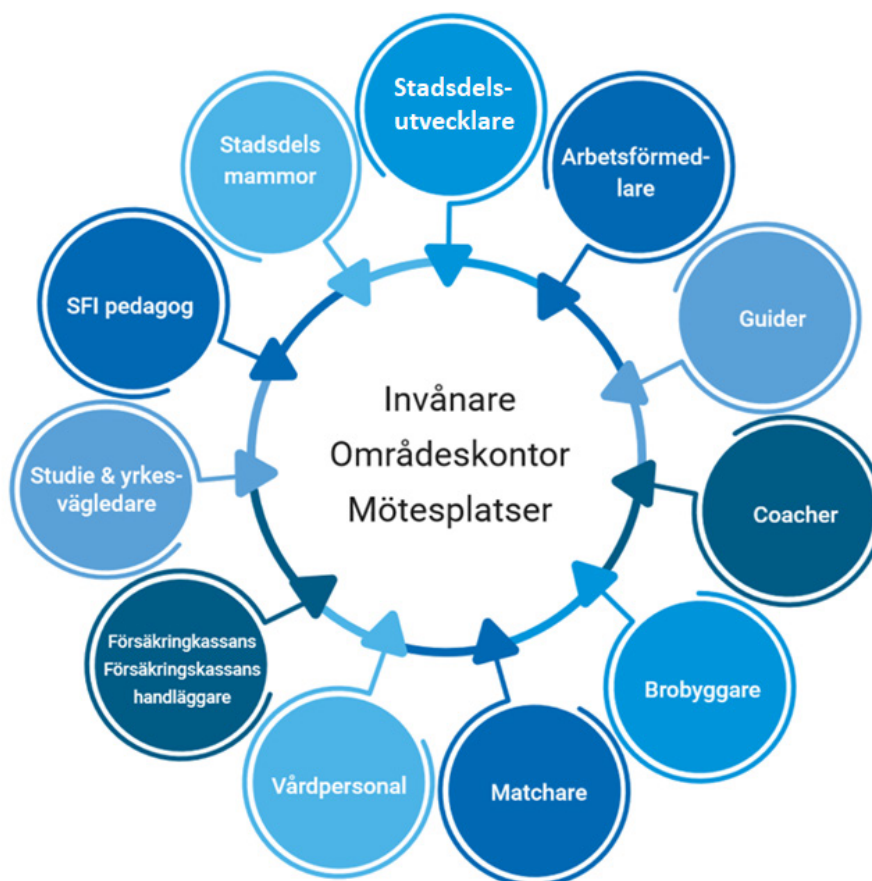 Stadsdels-
utvecklare
Arbetsförmed-
lare
Guider
Coacher
Brobyggare
Matchare
Vårdpersonal
Försäkringkassans
Försäkringskassans
handläggare
Studie & yrkes-
vägledare
SFI pedagog
Stadsdels
mammor
Invånare
Områdeskontor
Mötesplatser